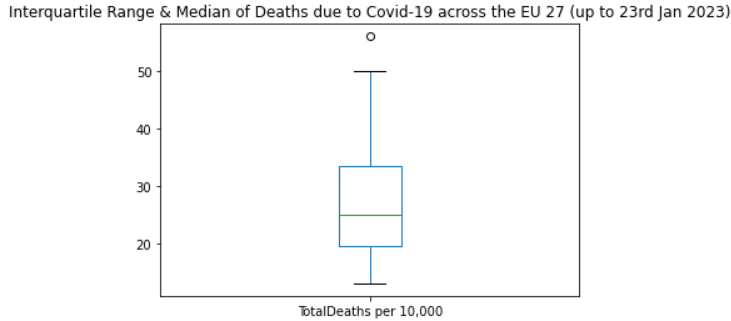 Interquartile Range & Median of Deaths due to Covid-19 across the EU 27 (up to 23rd Jan 2023)
50
40
30
20
TotalDeaths per 10,000